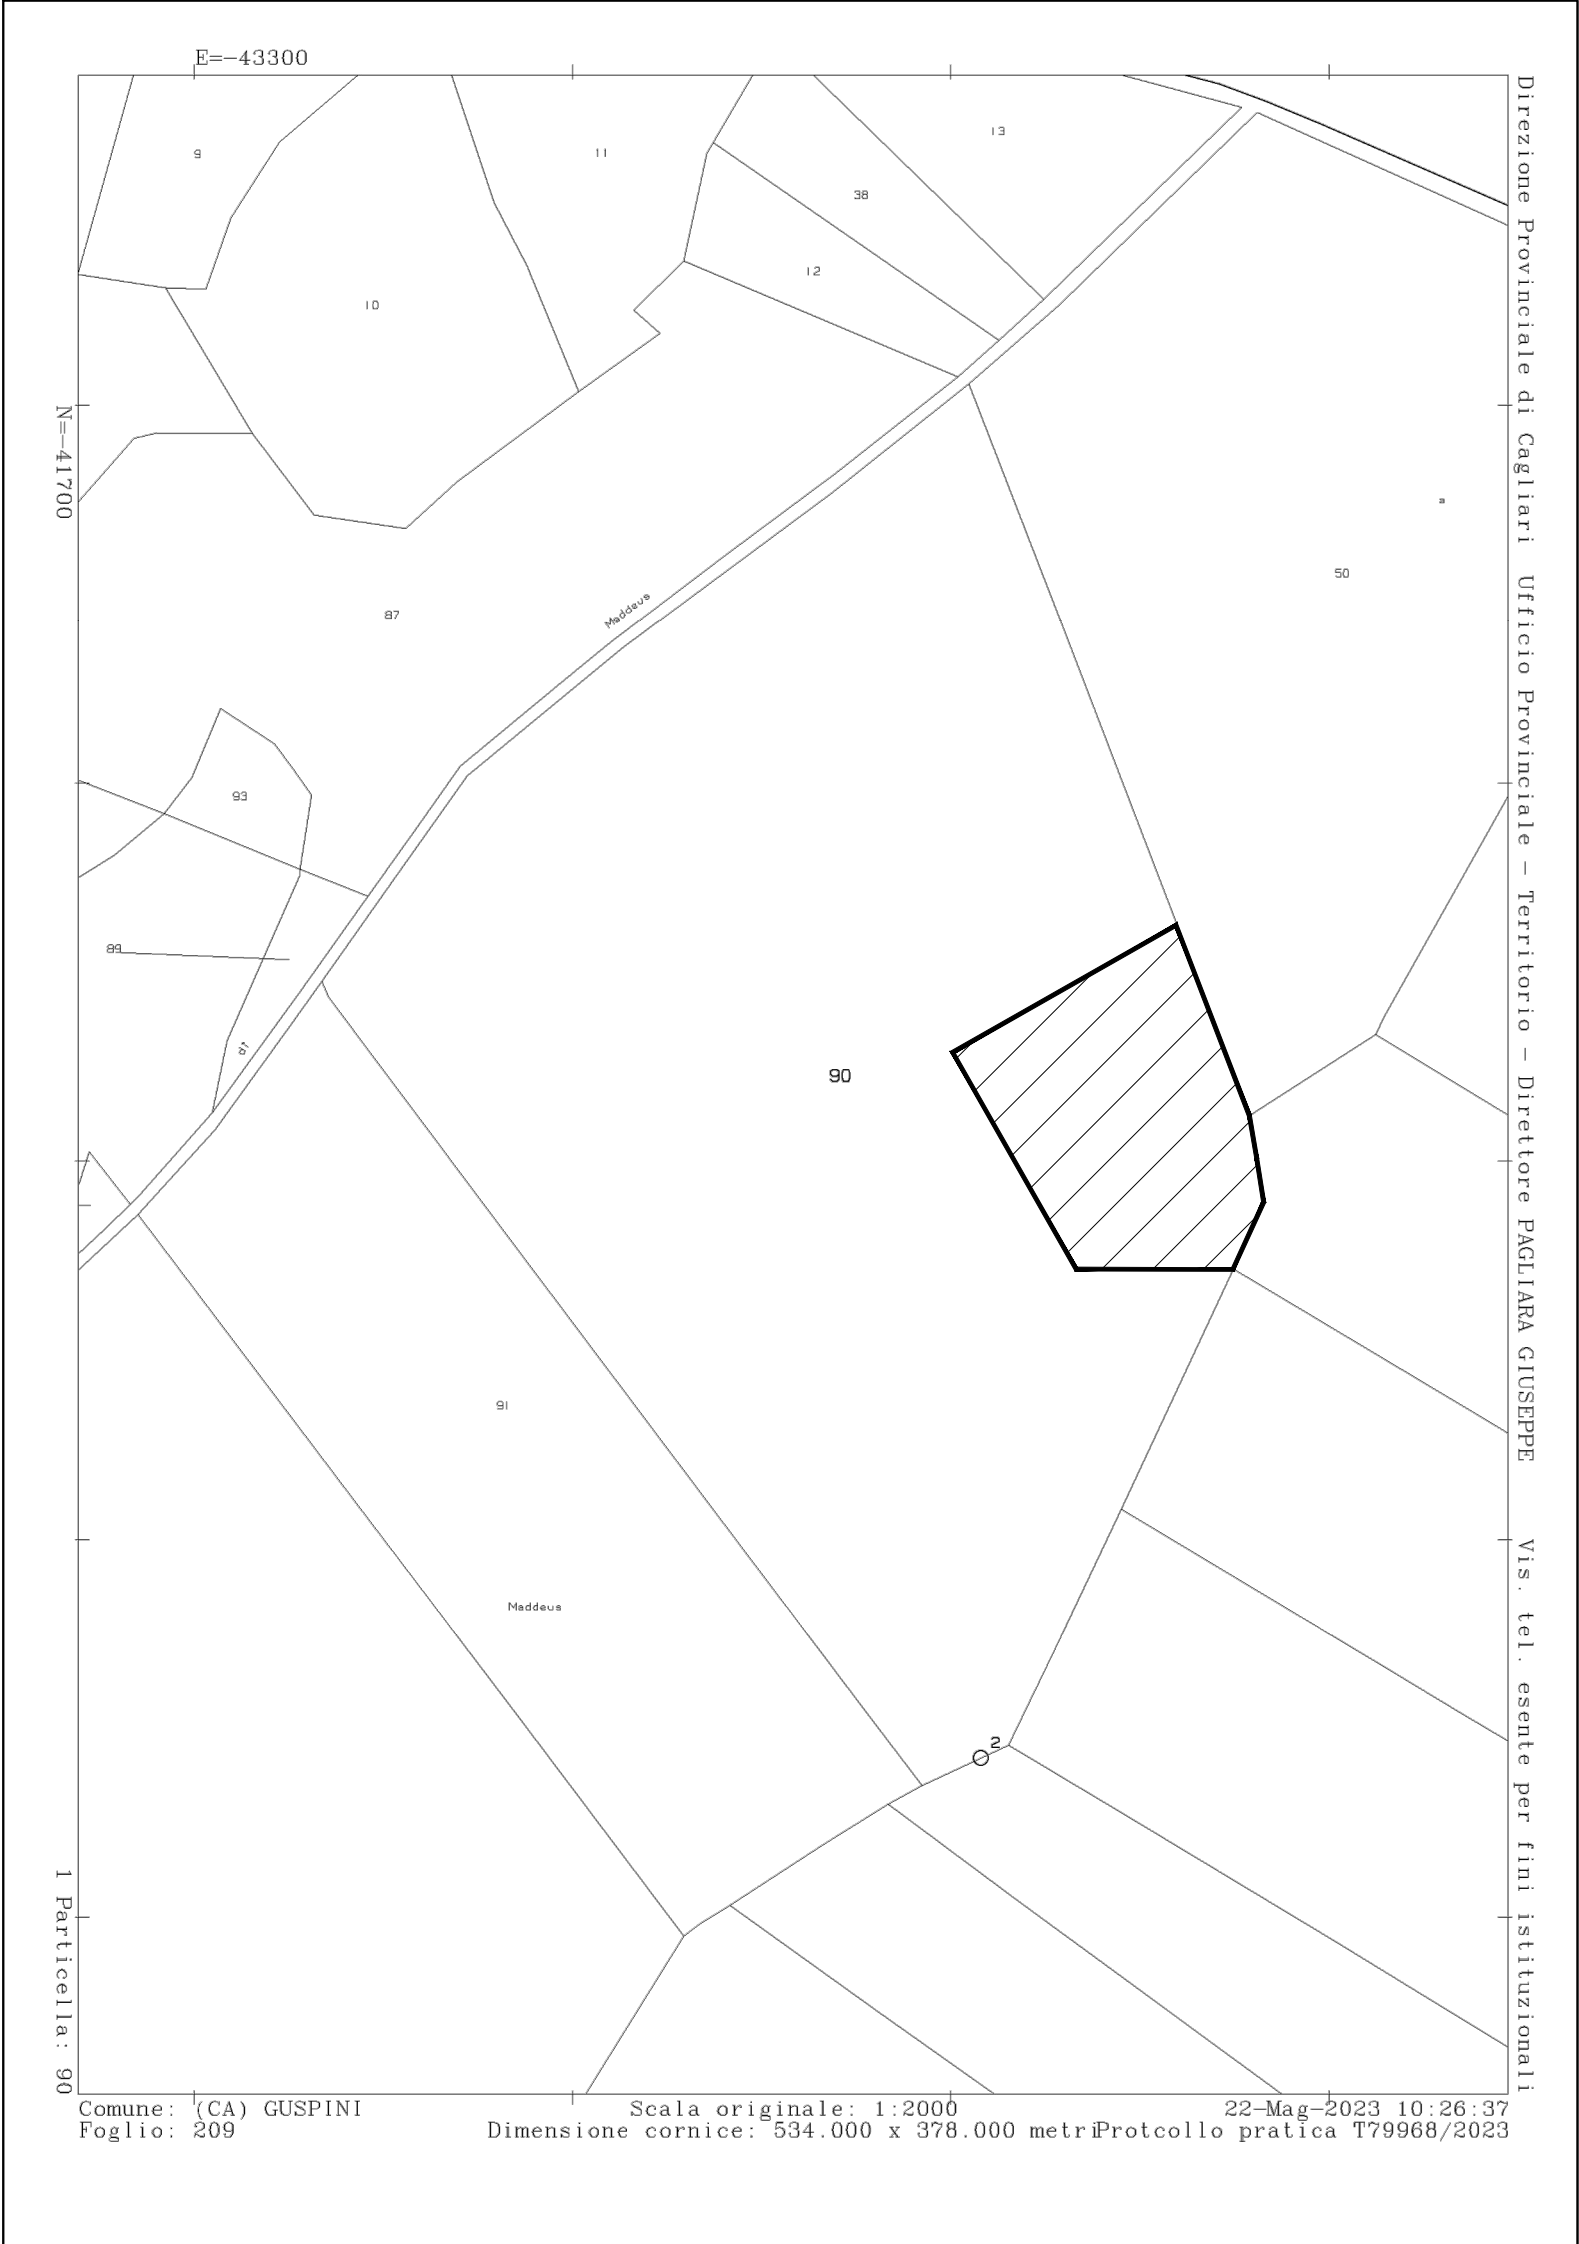 E=-43300
9
11
13
38
12
10
N=-41700
a
50
87
Maddeus
93
89
90
91
Maddeus
2
Direzione Provinciale di Cagliari Ufficio Provinciale - Territorio - Direttore PAGLIARA GIUSEPPE Vis. tel. esente per fini istituzionali
1 Particella: 90
Comune: (CA) GUSPINI
Foglio: 209
Scala originale: 1:2000
Dimensione cornice: 534.000 x 378.000 metri
22-Mag-2023 10:26:37
Protcollo pratica T79968/2023